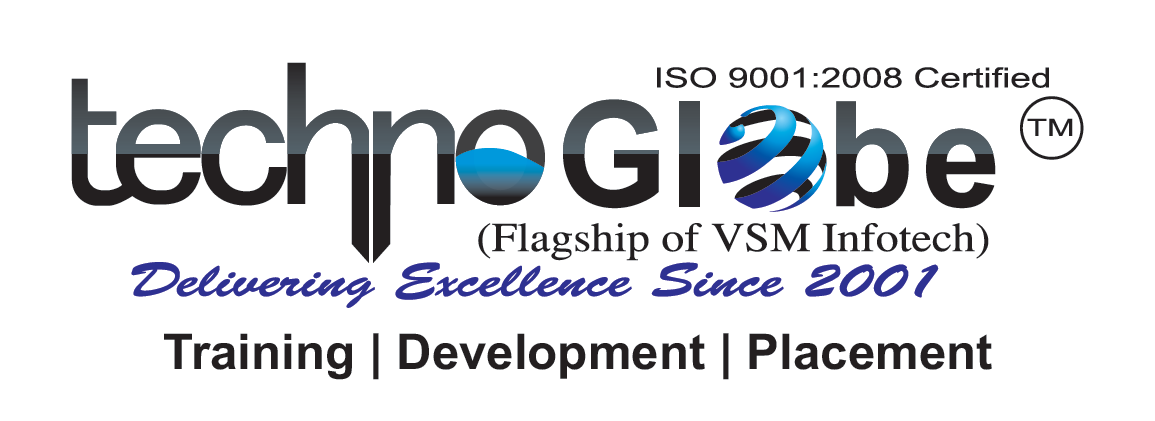 ISO 9001:2008 Certified
technoGlobe TM
(Flagship of VSM Infotech)
Delivering Excellence Since 2001
Training | Development | Placement